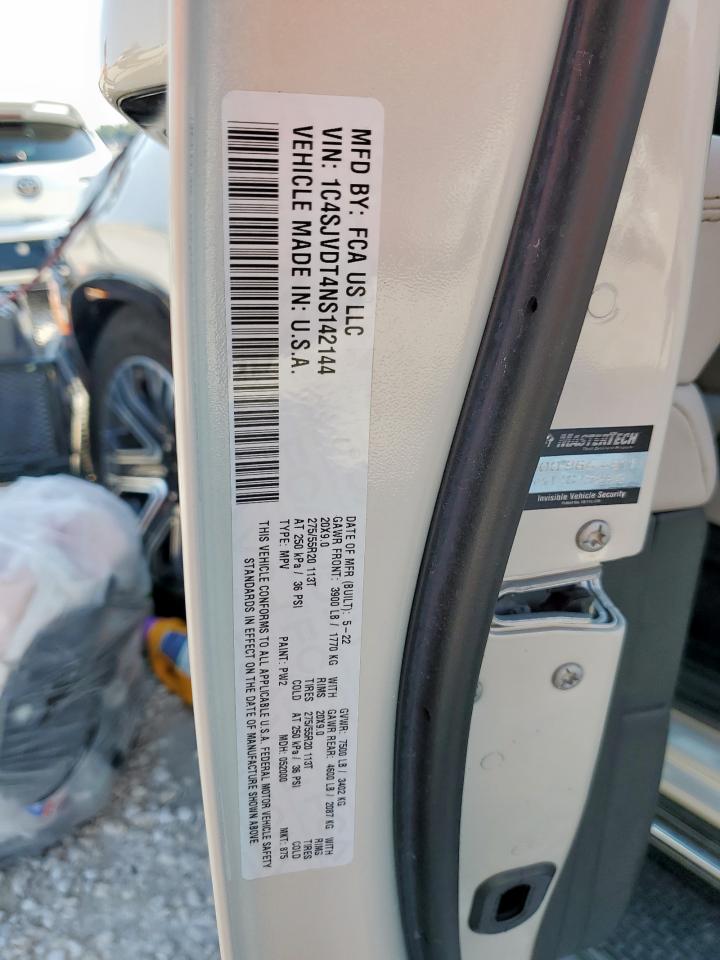 MFD BY: FCA US LLC
VIN: 1C4SJVDT4NS142144
VEHICLE MADE IN: U.S.A.
DATE OF MFR (BUILT): 5-22 GVWR: 7500 LB / 3402 KG
GAWR FRONT: 3900 LB / 1770 KG WITH GAWR REAR: 4600 LB / 2087 KG WITH
20X9.0 RIMS 20X9.0 RIMS
275/55R20 113T TIRES 275/55R20 113T TIRES
AT 250 kPa / 36 PSI COLD AT 250 kPa / 36 PSI COLD
TYPE: MPV PAINT: PW2 MDH: 052000 MKT: 875
THIS VEHICLE CONFORMS TO ALL APPLICABLE U.S.A. FEDERAL MOTOR VEHICLE SAFETY
STANDARDS IN EFFECT ON THE DATE OF MANUFACTURE SHOWN ABOVE.
MASTERTECH
Invisible Vehicle Security